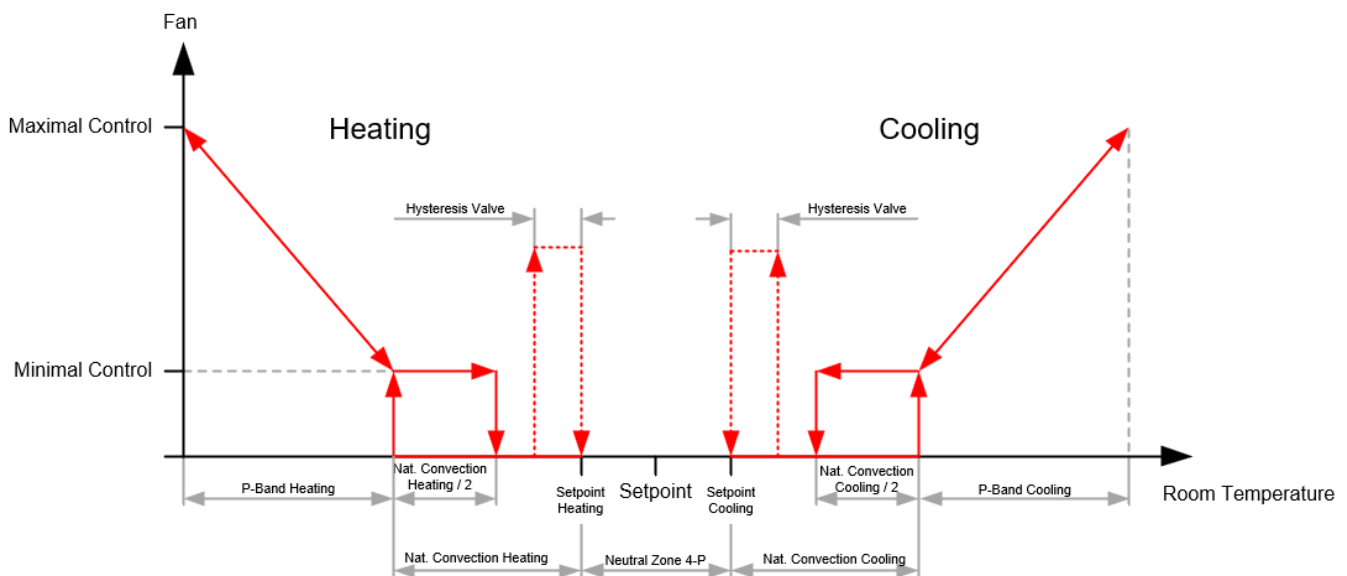 Fan
Maximal Control
Heating
Cooling
Hysteresis Valve
Hysteresis Valve
Minimal Control
Nat. Convection
Heating / 2
Nat. Convection
Cooling / 2
P-Band Heating
Setpoint
Heating
Setpoint
Setpoint
Cooling
P-Band Cooling
Room Temperature
Nat. Convection Heating
Neutral Zone 4-P
Nat. Convection Cooling